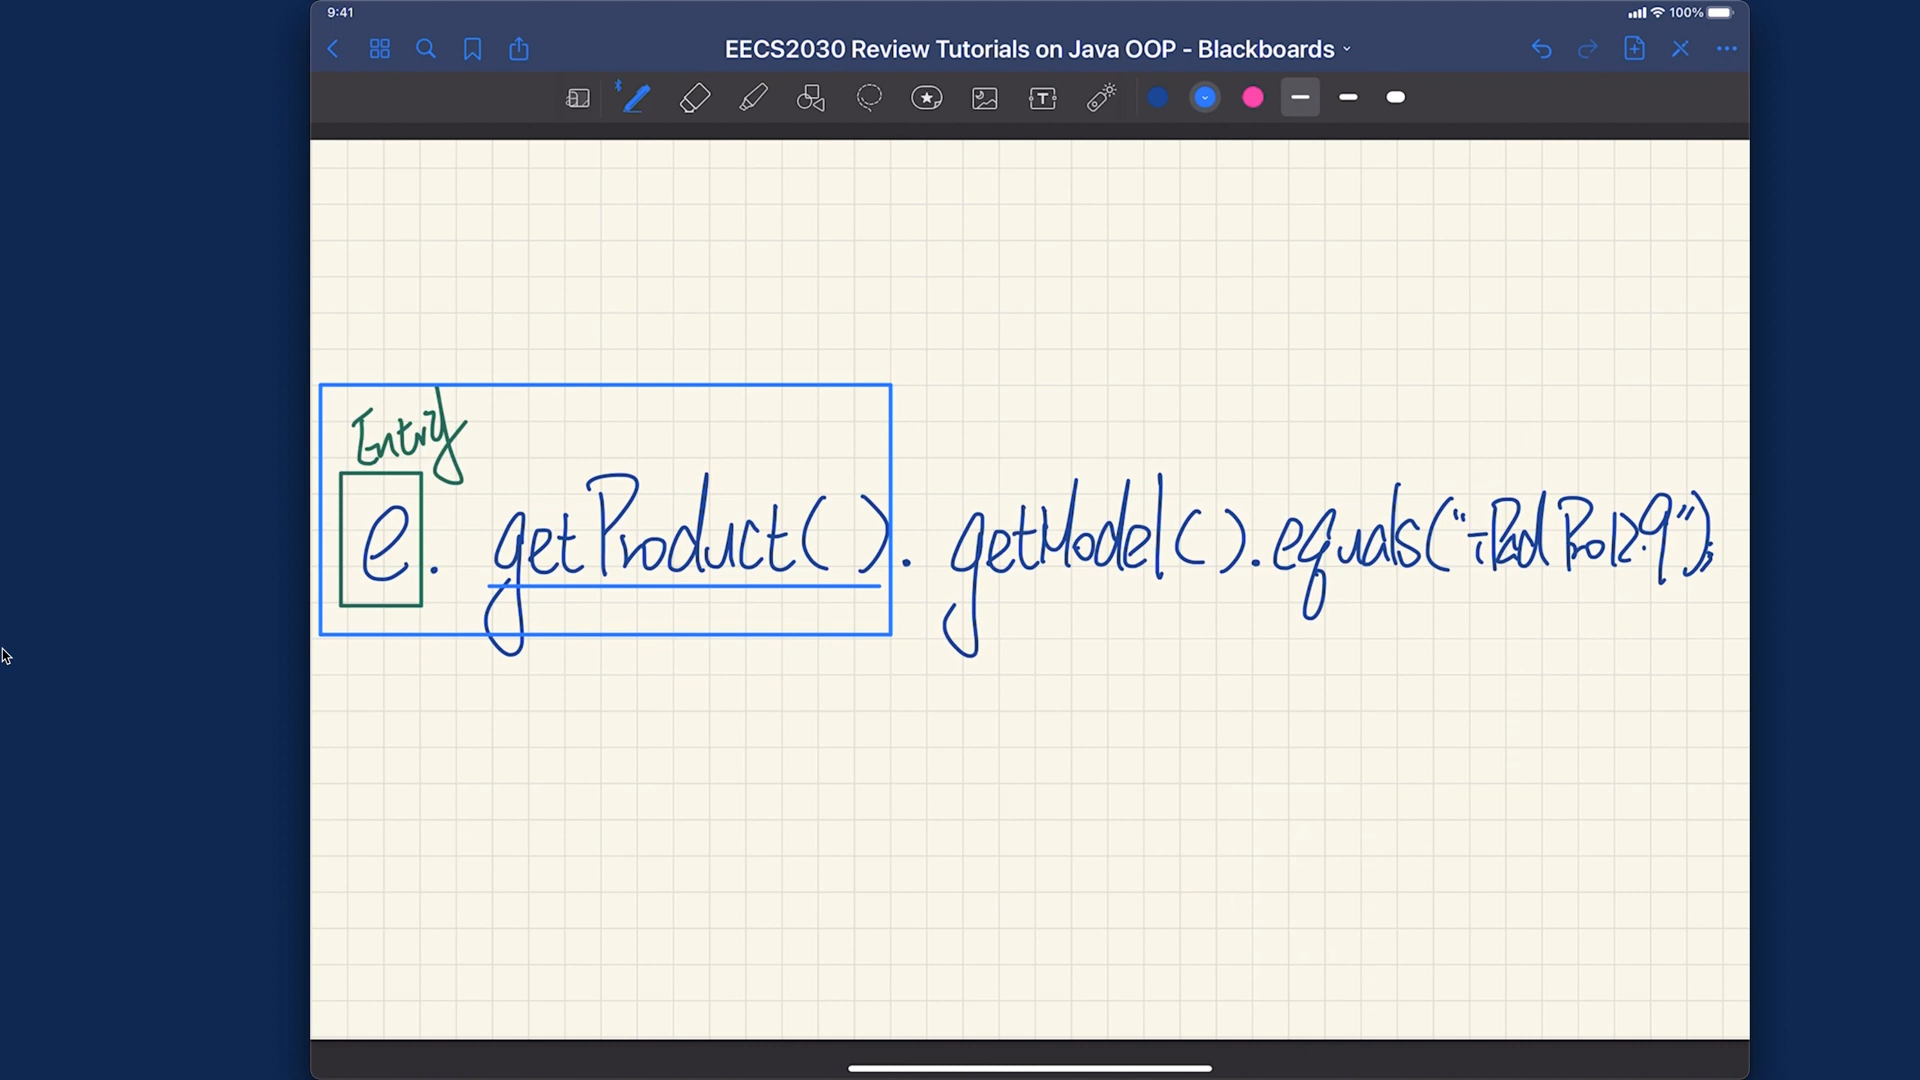 9:41
100%
EECS2030 Review Tutorials on Java OOP - Blackboards
Entry
e. getProduct(). getModel().equals("iPad Pro 12.9");